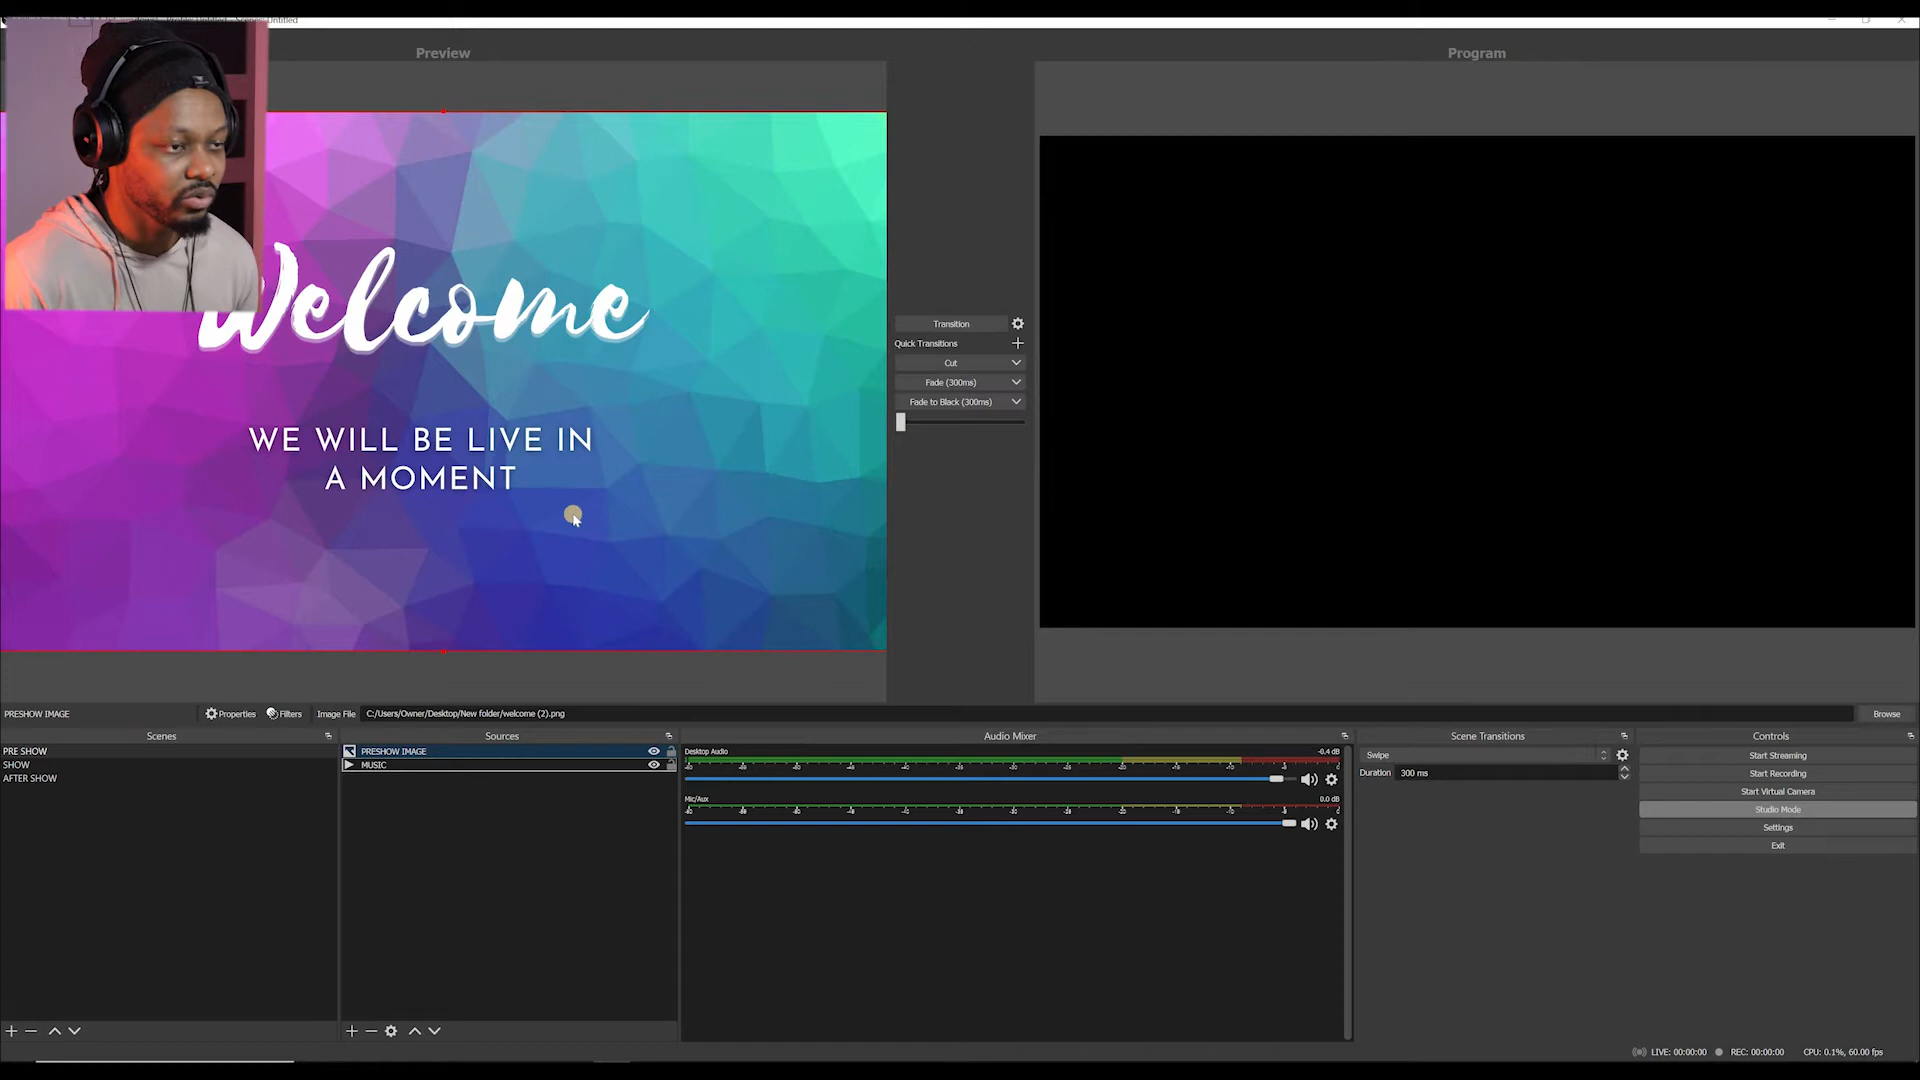 Untitled
Preview
Program
Welcome
WE WILL BE LIVE IN
A MOMENT
Transition
Quick Transitions
Cut
Fade (300ms)
Fade to Black (300ms)
PRESHOW IMAGE
Properties
Filters
Image File
C:/Users/Owner/Desktop/New folder/welcome (2).png
Browse
Scenes
Sources
Audio Mixer
Scene Transitions
Controls
PRE SHOW
SHOW
AFTER SHOW
PRESHOW IMAGE
MUSIC
Desktop Audio
-0.4 dB
Mic/Aux
0.0 dB
Swipe
Duration
300 ms
Start Streaming
Start Recording
Start Virtual Camera
Studio Mode
Settings
Exit
LIVE: 00:00:00
REC: 00:00:00
CPU: 0.1%, 60.00 fps